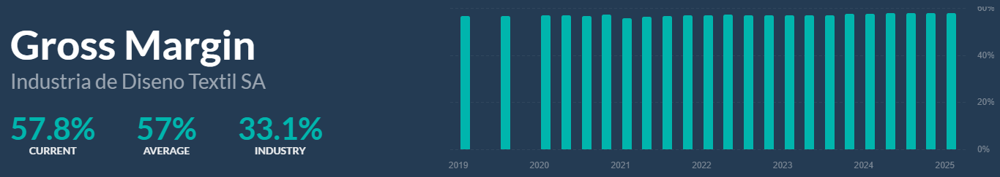 Gross Margin
Industria de Diseno Textil SA
57.8% 57% 33.1%
CURRENT AVERAGE INDUSTRY
60%
40%
20%
0%
2019 2020 2021 2022 2023 2024 2025